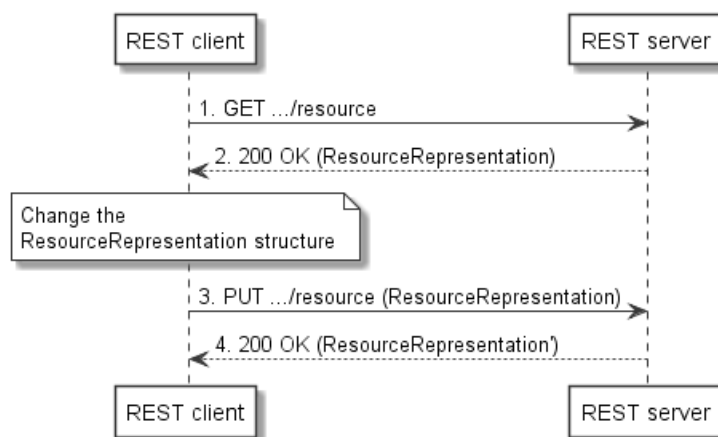 REST client
REST server
1. GET .../resource
2. 200 OK (ResourceRepresentation)
Change the
ResourceRepresentation structure
3. PUT .../resource (ResourceRepresentation)
4. 200 OK (ResourceRepresentation')
REST client
REST server